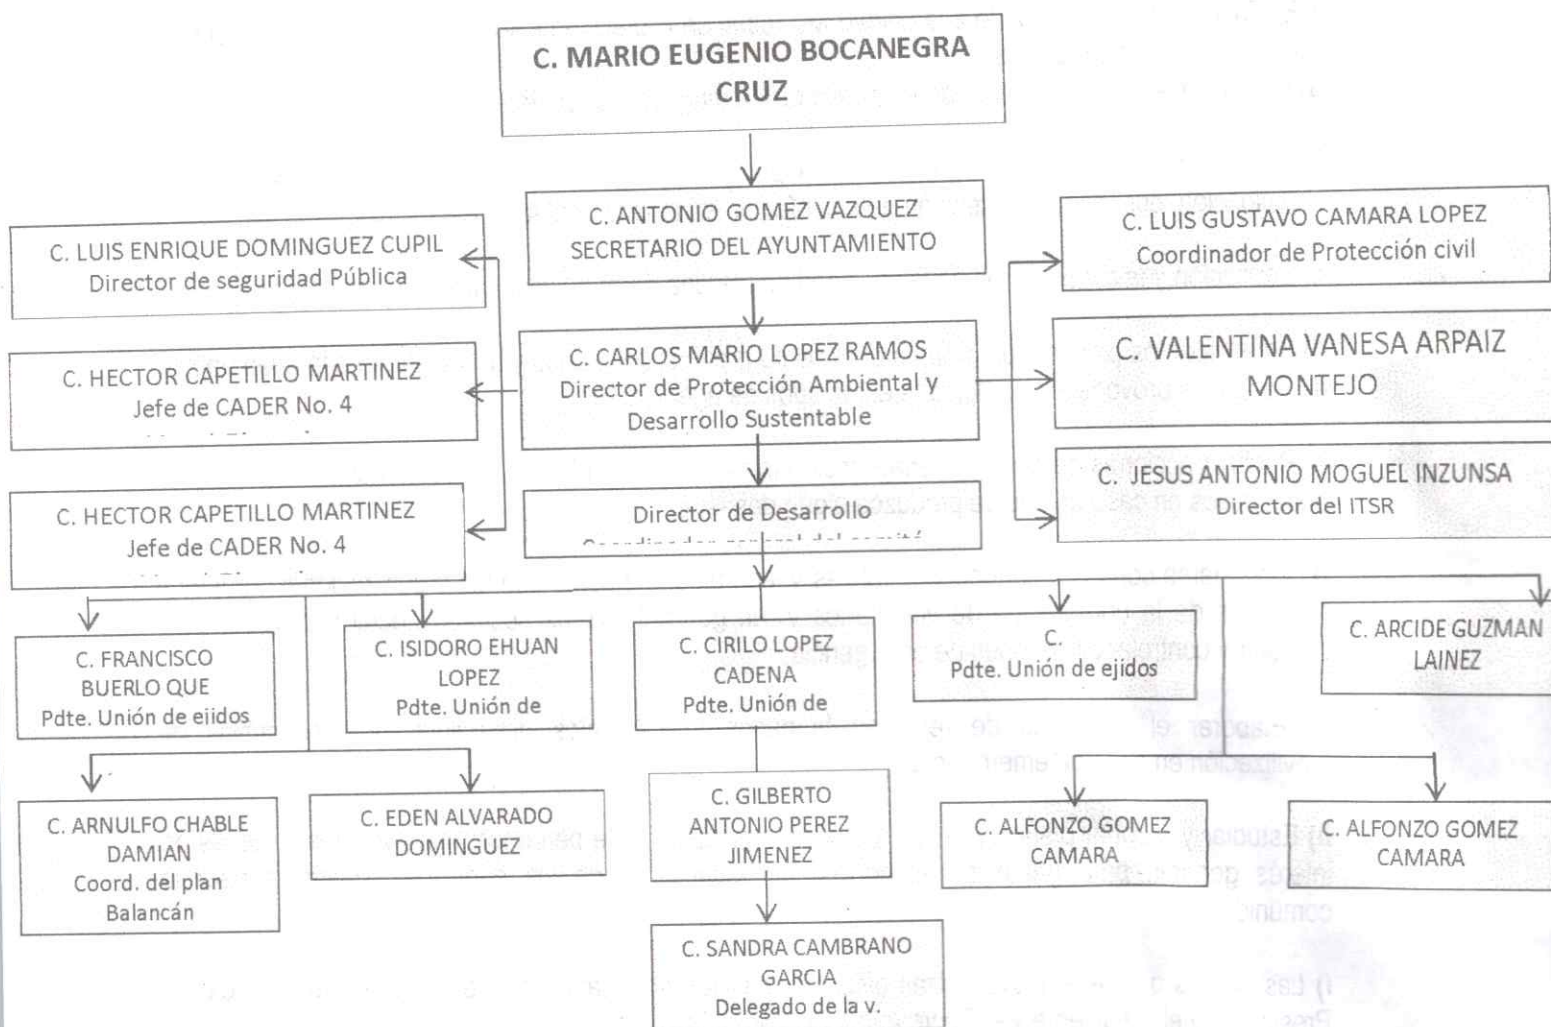 C. MARIO EUGENIO BOCANEGRA
CRUZ
C. ANTONIO GOMEZ VAZQUEZ
SECRETARIO DEL AYUNTAMIENTO
C. LUIS ENRIQUE DOMINGUEZ CUPIL
Director de seguridad Pública
C. LUIS GUSTAVO CAMARA LOPEZ
Coordinador de Protección civil
C. HECTOR CAPETILLO MARTINEZ
Jefe de CADER No. 4
C. CARLOS MARIO LOPEZ RAMOS
Director de Protección Ambiental y
Desarrollo Sustentable
C. VALENTINA VANESA ARPAIZ
MONTEJO
C. HECTOR CAPETILLO MARTINEZ
Jefe de CADER No. 4
Director de Desarrollo
Coordinador general del comité
C. JESUS ANTONIO MOGUEL INZUNSA
Director del ITSR
C. FRANCISCO
BUERLO QUE
Pdte. Unión de ejidos
C. ISIDORO EHUAN
LOPEZ
Pdte. Unión de
C. CIRILO LOPEZ
CADENA
Pdte. Unión de
C.
Pdte. Unión de ejidos
C. ARCIDE GUZMAN
LAINEZ
C. ARNULFO CHABLE
DAMIAN
Coord. del plan
Balancán
C. EDEN ALVARADO
DOMINGUEZ
C. GILBERTO
ANTONIO PEREZ
JIMENEZ
C. ALFONZO GOMEZ
CAMARA
C. ALFONZO GOMEZ
CAMARA
C. SANDRA CAMBRANO
GARCIA
Delegado de la v.